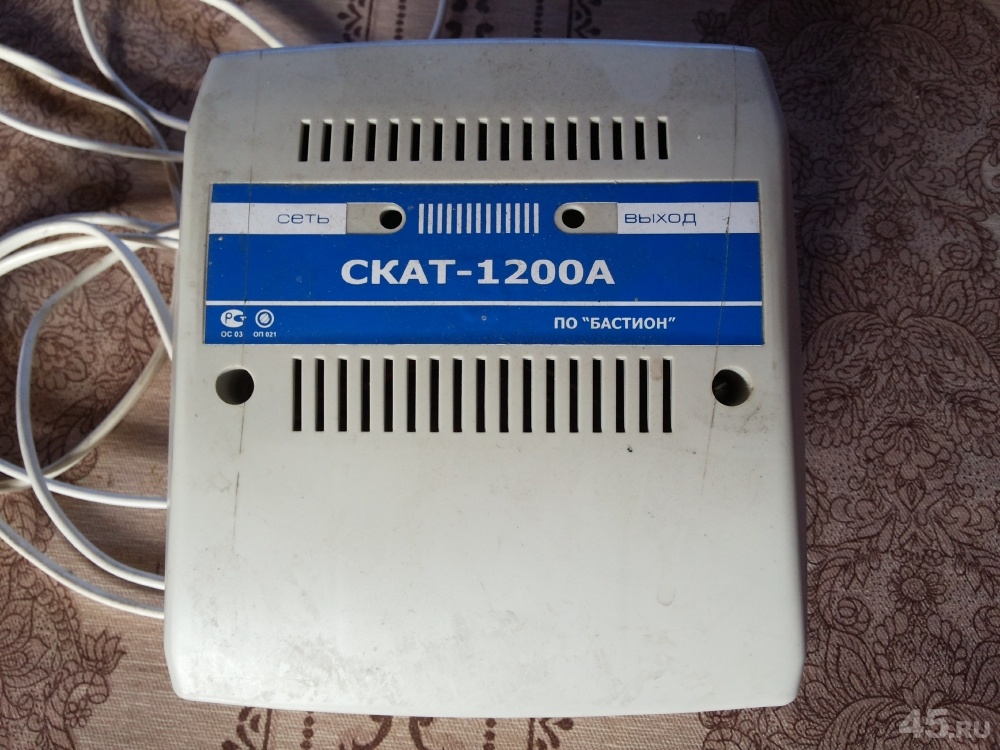 сеть выход
СКАТ-1200А
ОС 03 ОП 021 ПО "БАСТИОН"
45.RU